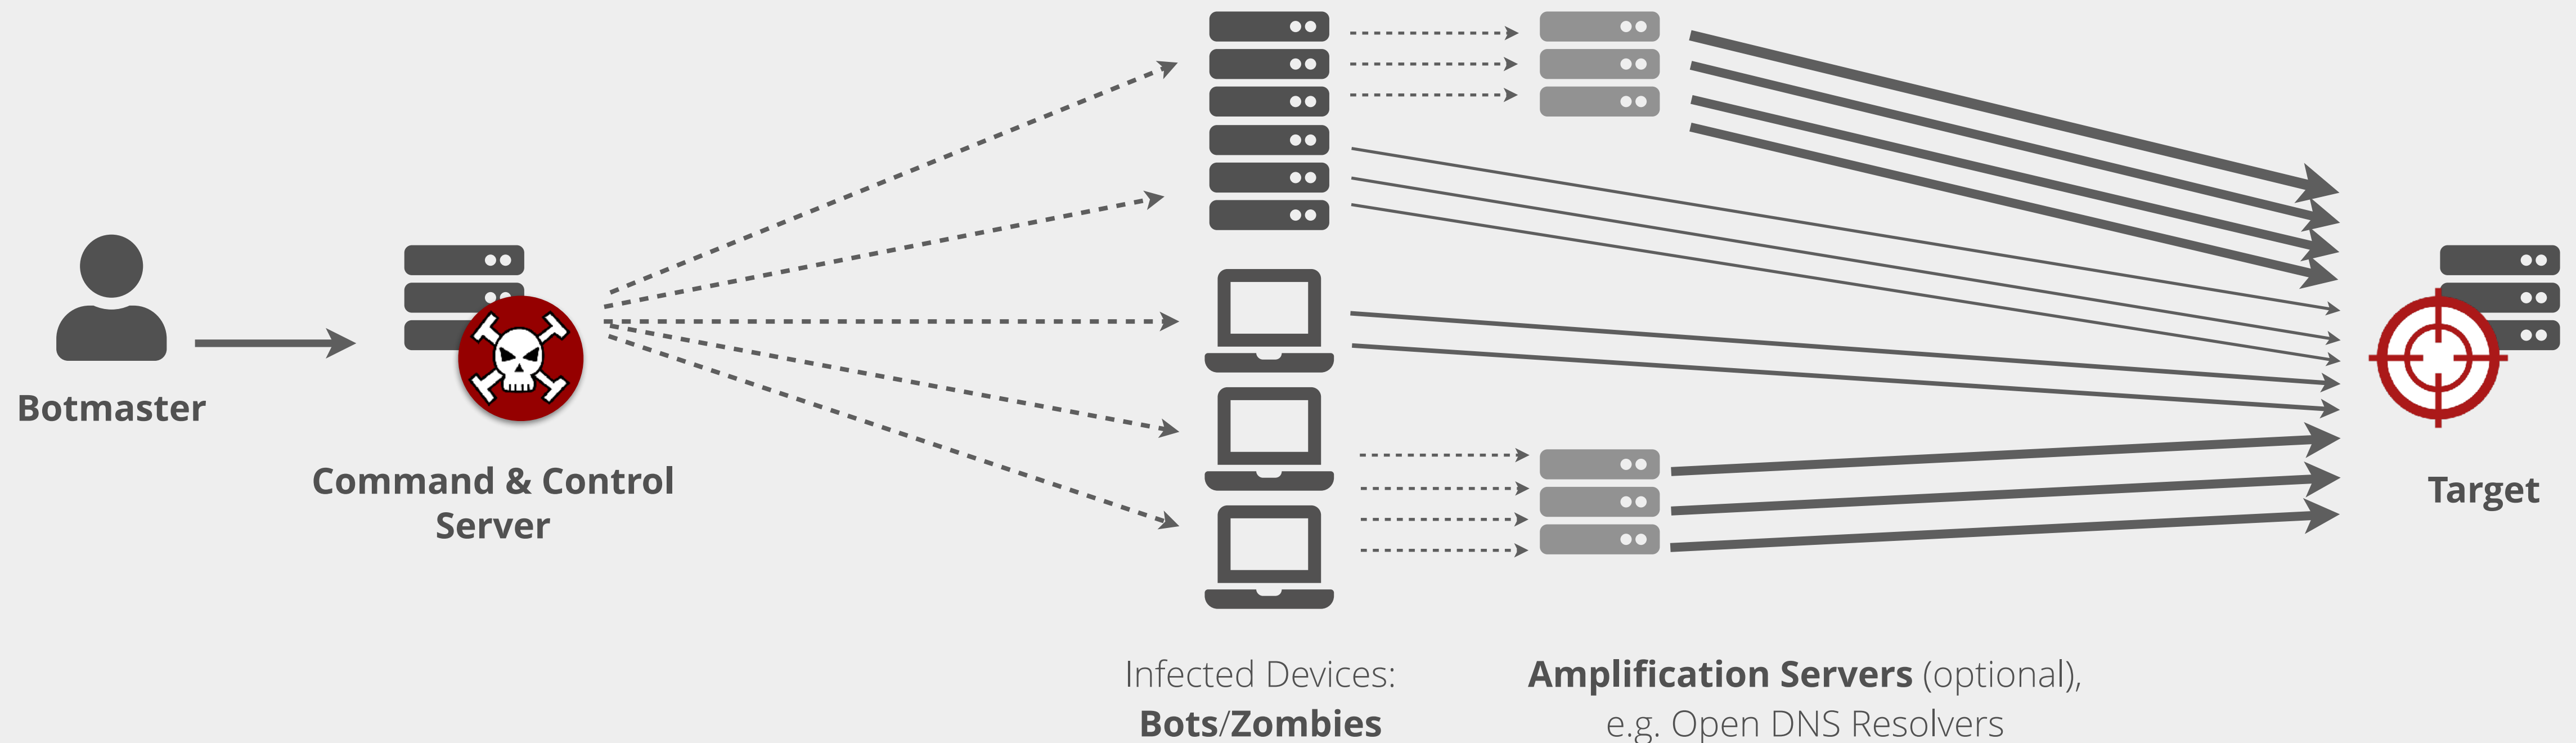 Botmaster
Command & Control
Server
Infected Devices:
Bots/Zombies
Amplification Servers (optional),
e.g. Open DNS Resolvers
Target